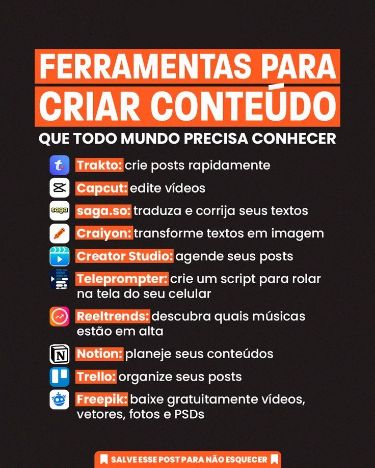 FERRAMENTAS PARA
CRIAR CONTEÚDO
QUE TODO MUNDO PRECISA CONHECER
t Trakto: crie posts rapidamente
Capcut: edite vídeos
saga saga.so: traduza e corrija seus textos
Craiyon: transforme textos em imagem
Creator Studio: agende seus posts
Teleprompter: crie um script para rolar
na tela do seu celular
Reeltrends: descubra quais músicas
estão em alta
N Notion: planeje seus conteúdos
Trello: organize seus posts
Freepik: baixe gratuitamente vídeos,
vetores, fotos e PSDs
SALVE ESSE POST PARA NÃO ESQUECER